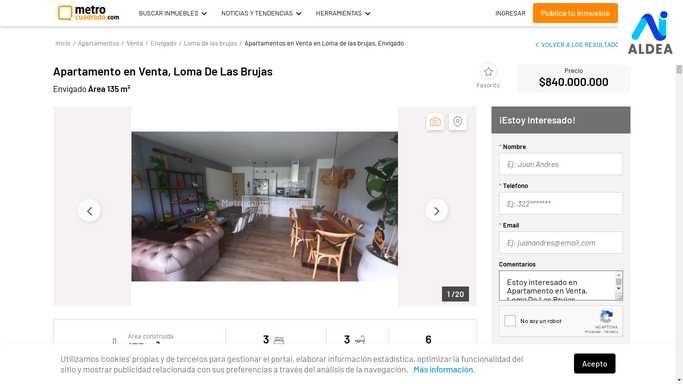 metro
cuadrado.com
BUSCAR INMUEBLES
NOTICIAS Y TENDENCIAS
HERRAMIENTAS
INGRESAR
Publica tu Inmueble
ALDEA
Inicio / Apartamentos / Venta / Envigado / Loma de las brujas / Apartamentos en Venta en Loma de las brujas, Envigado
< VOLVER A LOS RESULTADO
Apartamento en Venta, Loma De Las Brujas
Envigado Área 135 m²
Favorito
Precio
$840.000.000
1 / 20
¡Estoy Interesado!
* Nombre
Ej: Juan Andres
* Teléfono
Ej: 322*******
* Email
Ej: juanandres@email.com
Comentarios
Estoy interesado en
Apartamento en Venta,
Loma De Las Brujas
No soy un robot
reCAPTCHA
Privacidad - Términos
Área construida
3
3
6
Utilizamos 'cookies' propias y de terceros para gestionar el portal, elaborar información estadística, optimizar la funcionalidad del
sitio y mostrar publicidad relacionada con sus preferencias a través del análisis de la navegación. Más información.
Acepto